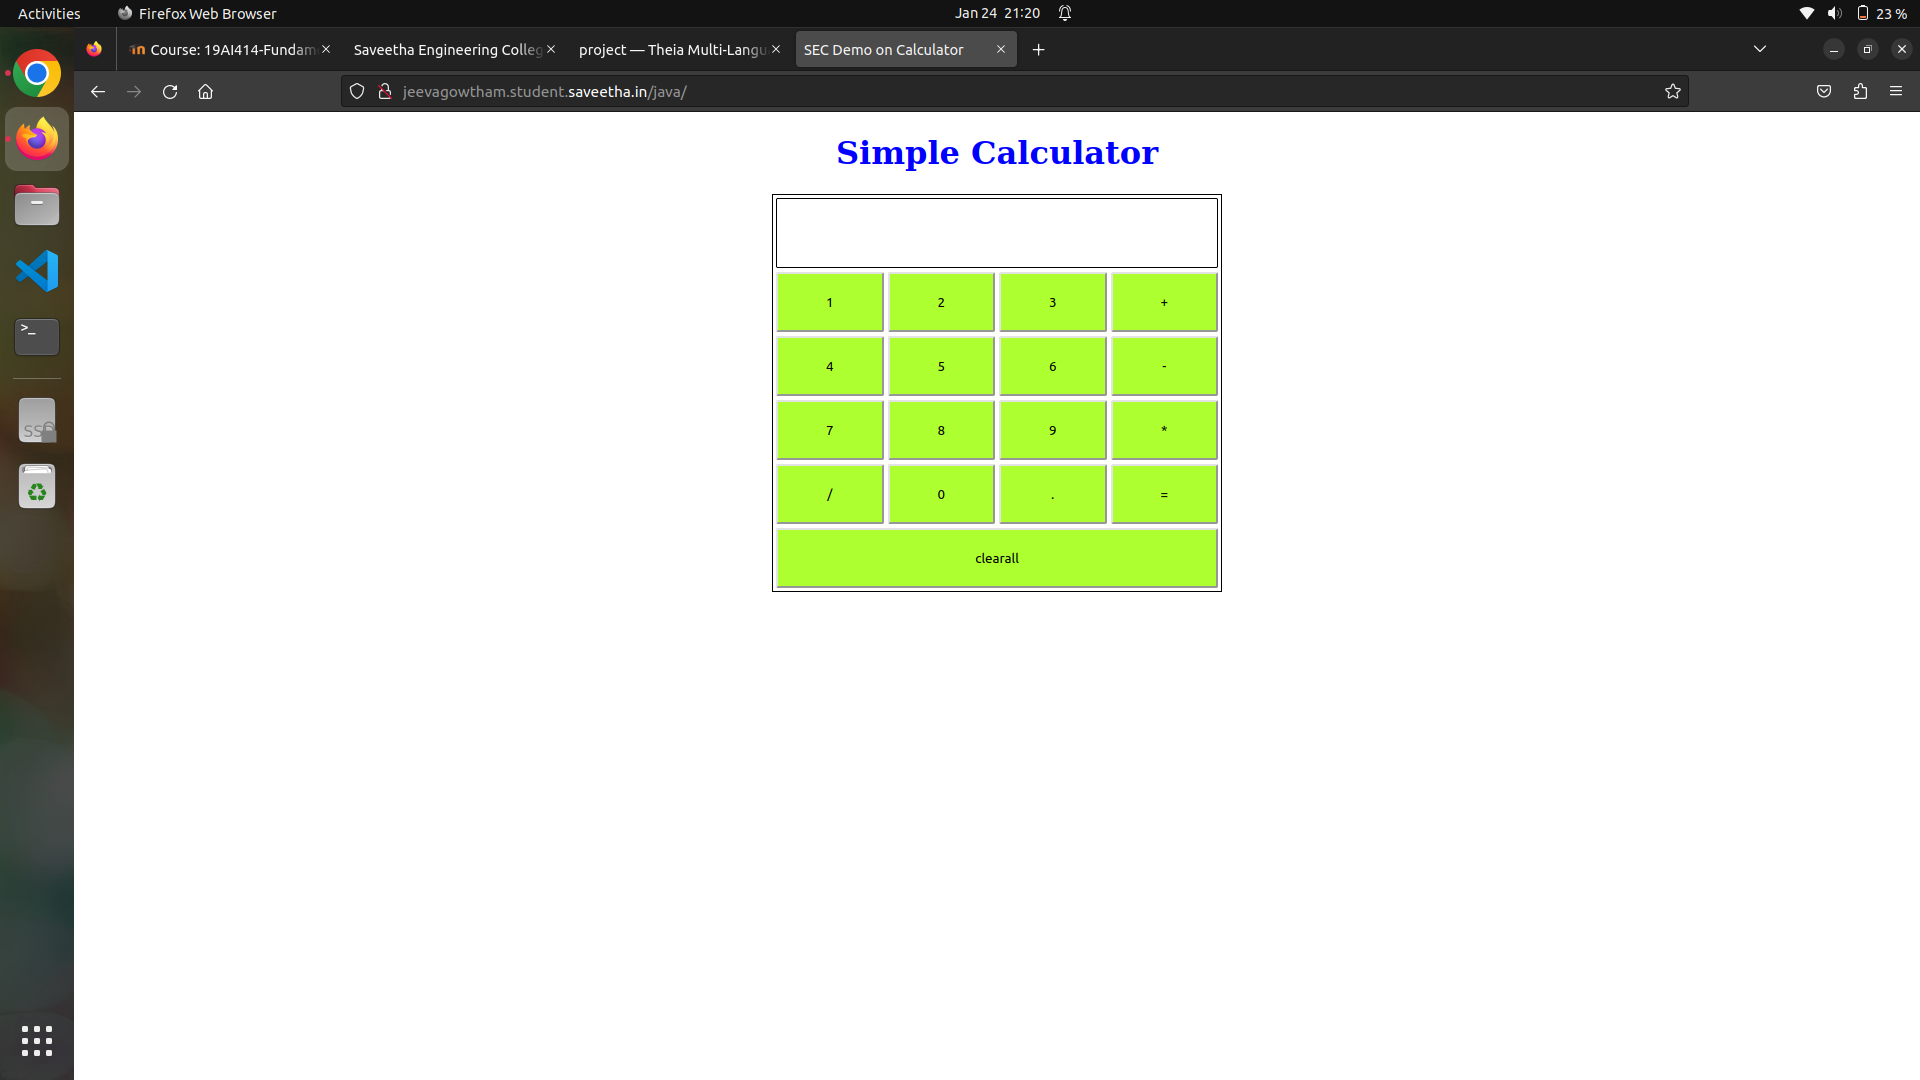 Activities Firefox Web Browser Jan 24 21:20 23 %
Course: 19AI414-Fundam Saveetha Engineering Colleg project — Theia Multi-Langu SEC Demo on Calculator
jeevagowtham.student.saveetha.in/java/
Simple Calculator
1 2 3 +
4 5 6 -
7 8 9 *
/ 0 . =
clearall
>_
SS